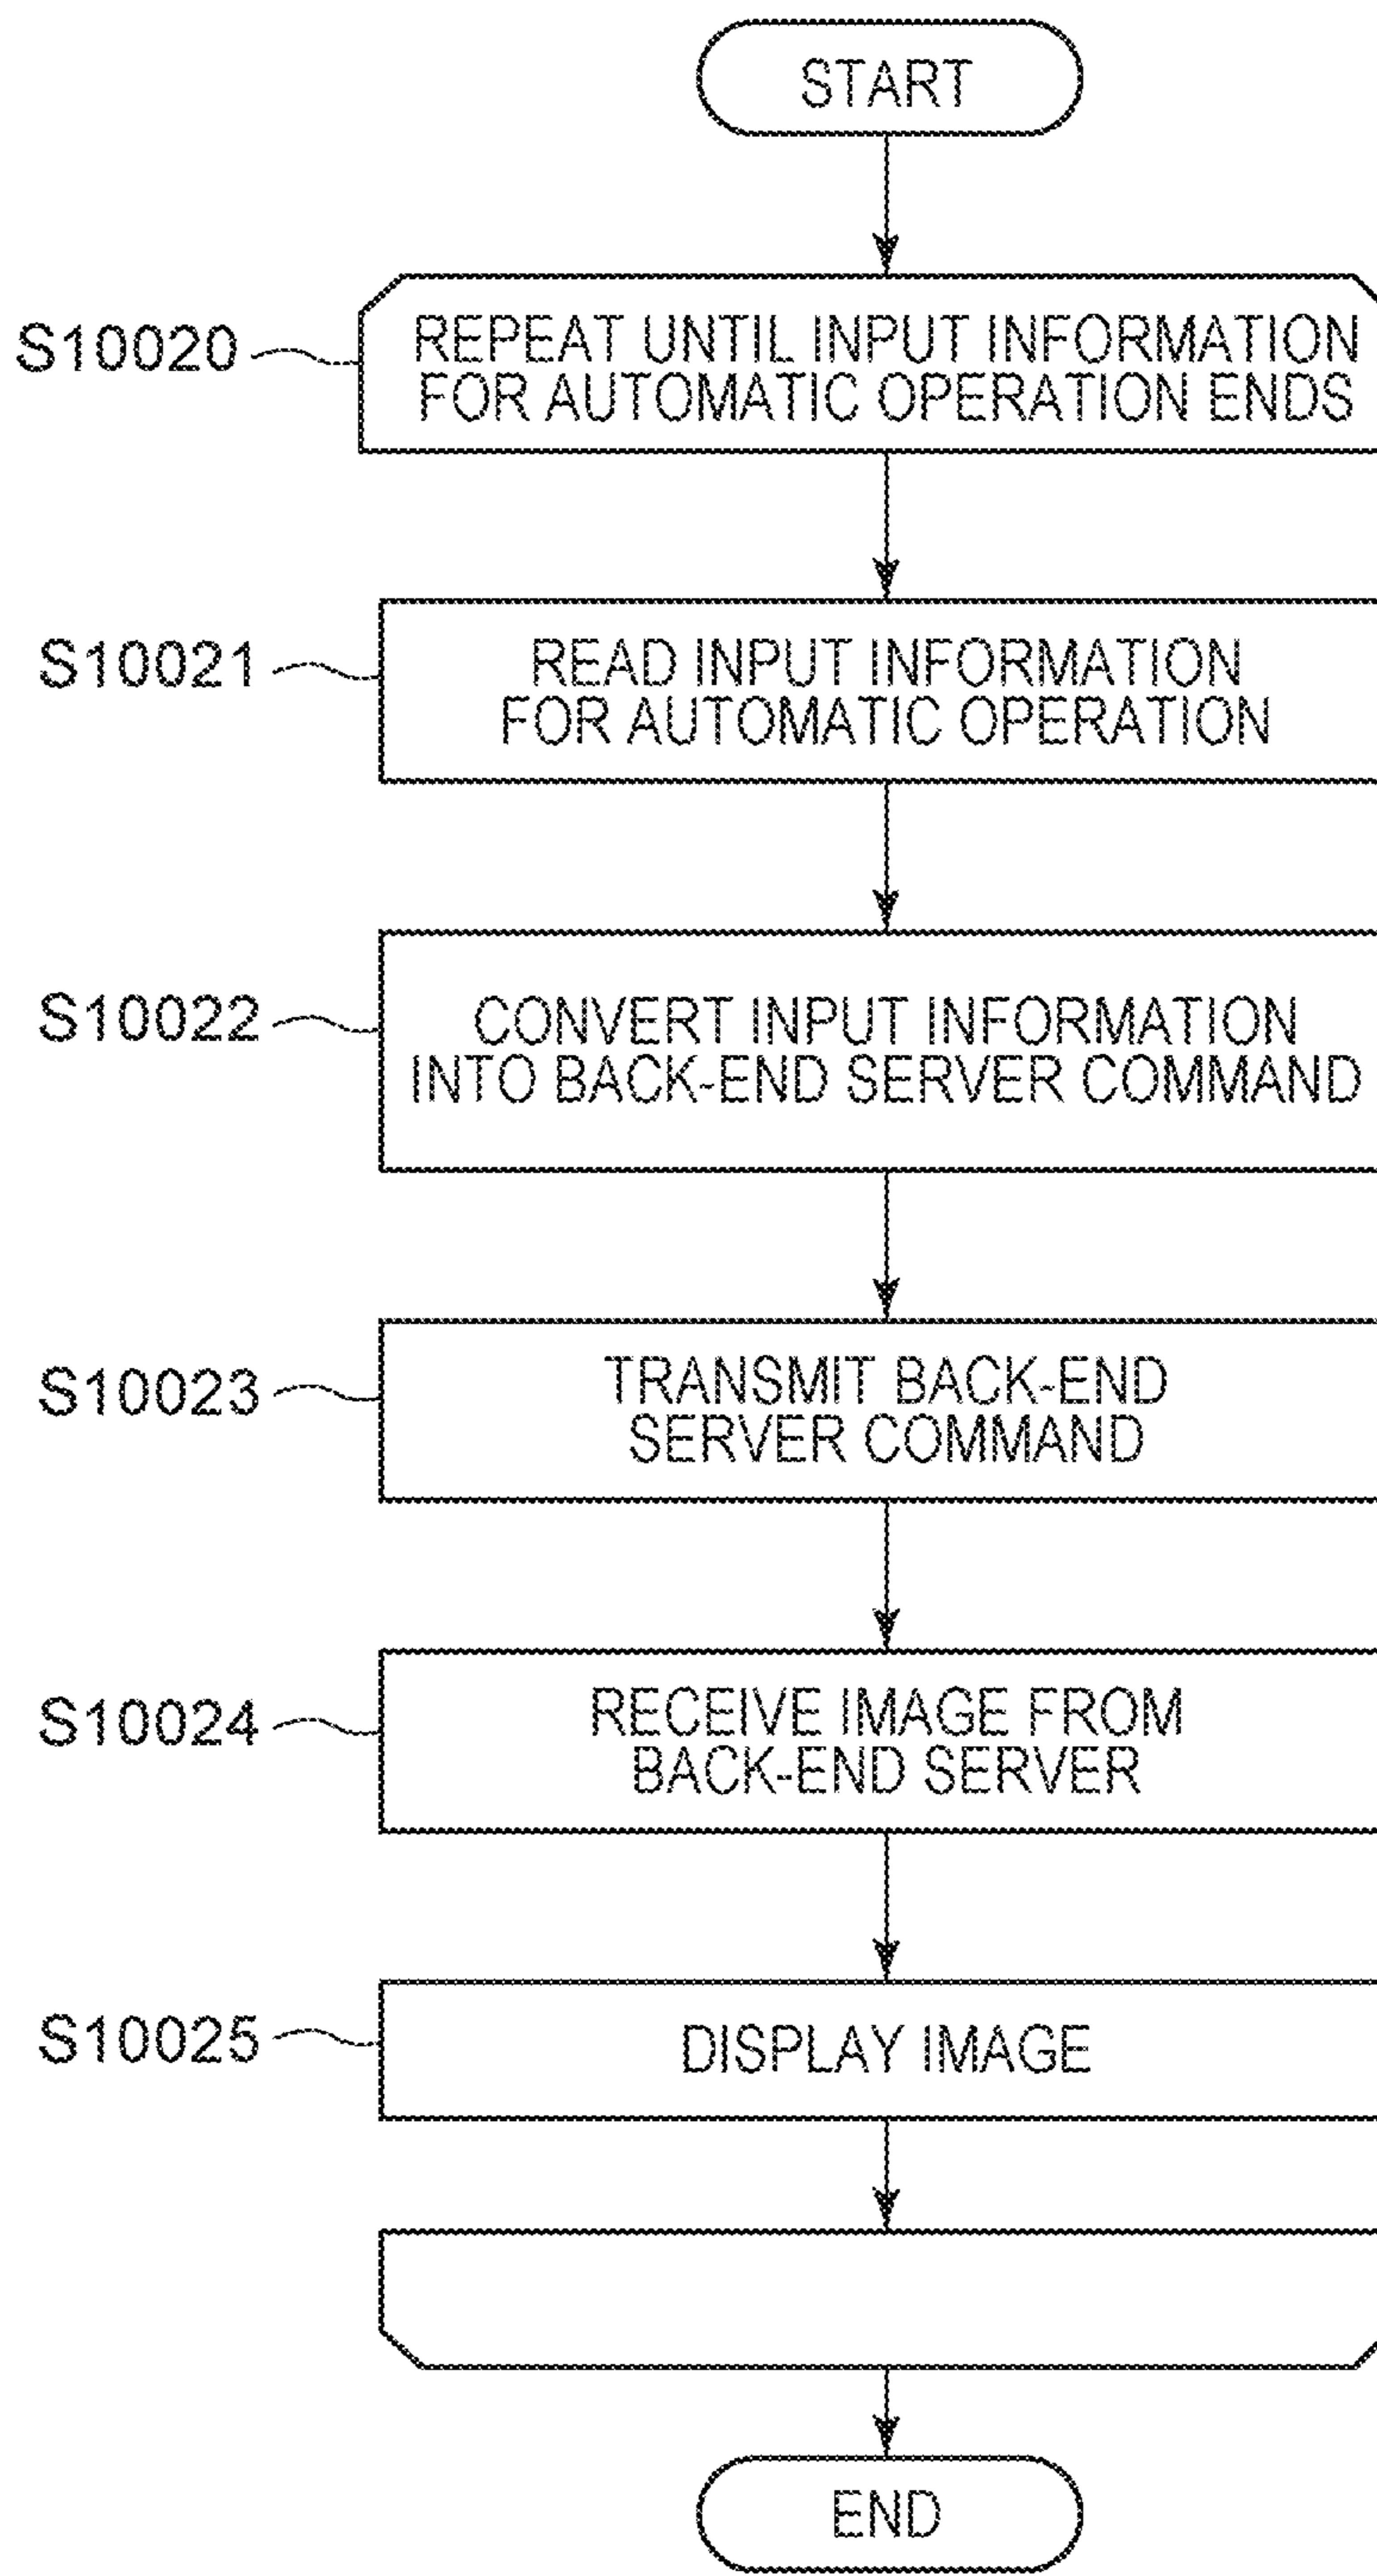 START
S10020
REPEAT UNTIL INPUT INFORMATION
FOR AUTOMATIC OPERATION ENDS
S10021
READ INPUT INFORMATION
FOR AUTOMATIC OPERATION
S10022
CONVERT INPUT INFORMATION
INTO BACK-END SERVER COMMAND
S10023
TRANSMIT BACK-END
SERVER COMMAND
S10024
RECEIVE IMAGE FROM
BACK-END SERVER
S10025
DISPLAY IMAGE
END